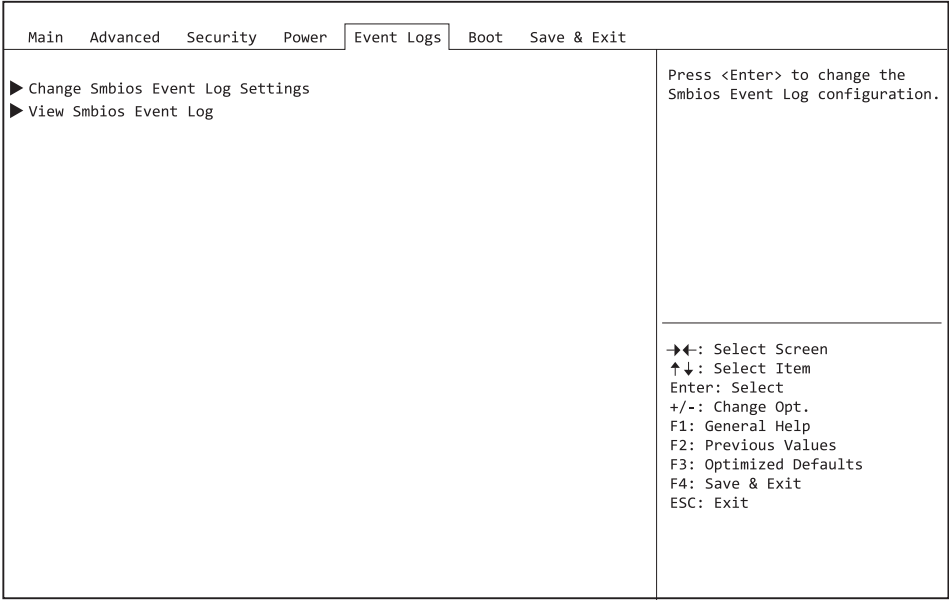 Main Advanced Security Power Event Logs Boot Save & Exit
▶ Change Smbios Event Log Settings
▶ View Smbios Event Log
Press <Enter> to change the
Smbios Event Log configuration.
→←: Select Screen
↑↓: Select Item
Enter: Select
+/-: Change Opt.
F1: General Help
F2: Previous Values
F3: Optimized Defaults
F4: Save & Exit
ESC: Exit